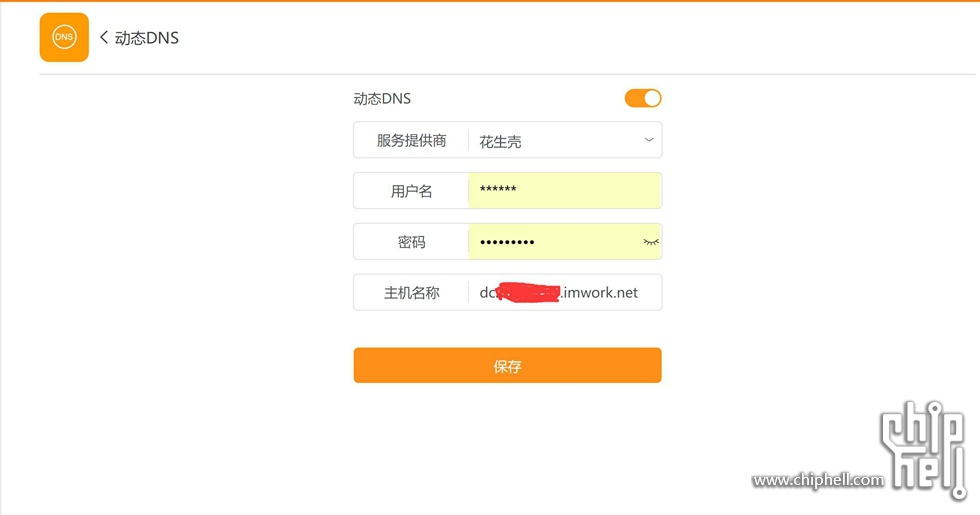 DNS
动态DNS
动态DNS
服务提供商 花生壳
用户名 ******
密码 •••••••••
主机名称 dc .imwork.net
保存
chip
hell
www.chiphell.com